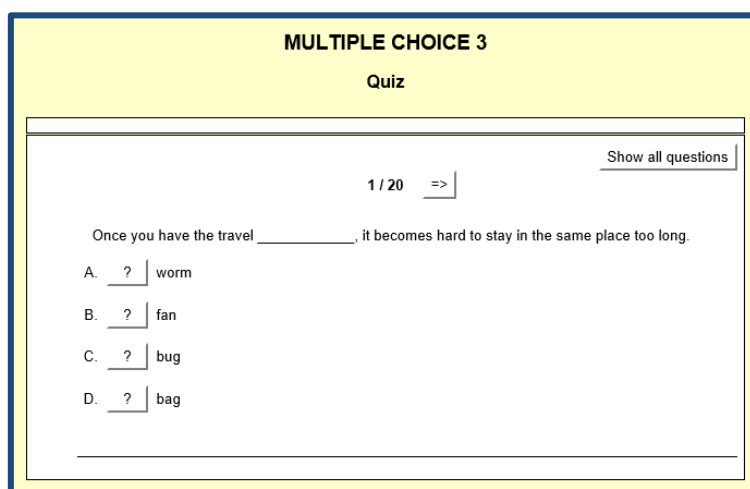 MULTIPLE CHOICE 3
Quiz
Show all questions
1 / 20 =>
Once you have the travel ____________, it becomes hard to stay in the same place too long.
A. ? worm
B. ? fan
C. ? bug
D. ? bag